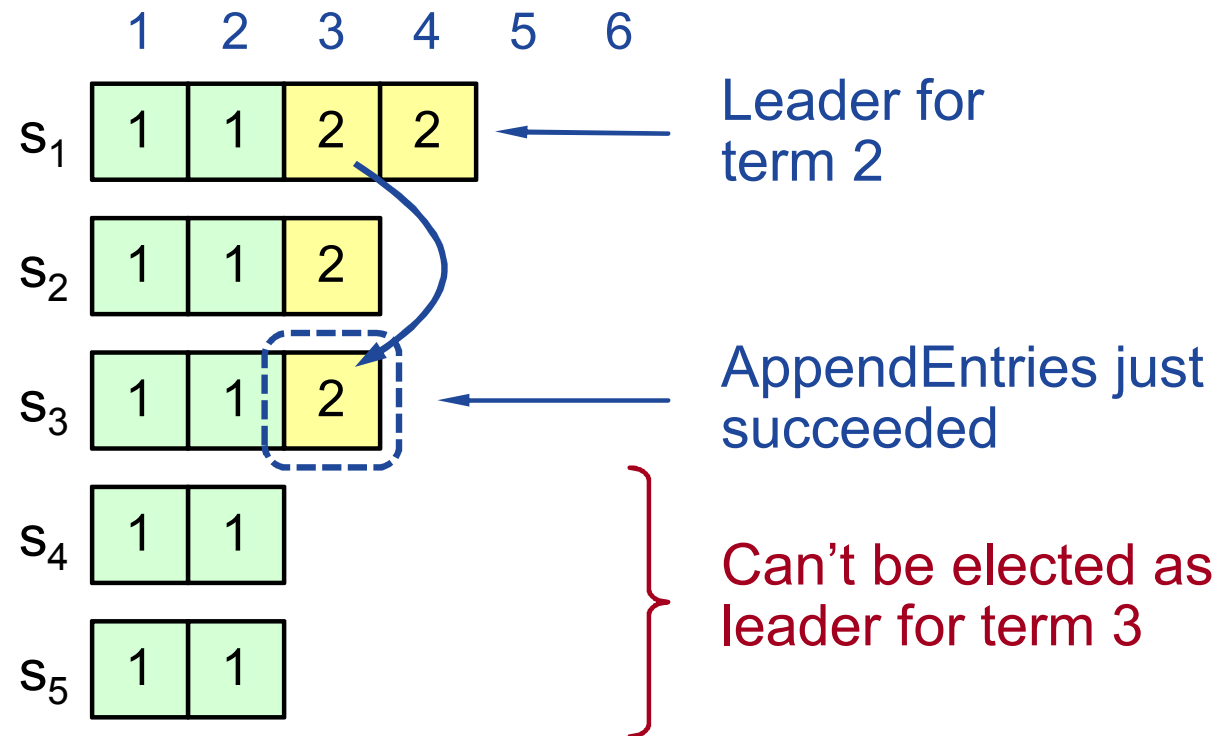 1 2 3 4 5 6
s1 1 1 2 2 Leader for
term 2
s2 1 1 2
s3 1 1 2 AppendEntries just
succeeded
s4 1 1
Can’t be elected as
leader for term 3
s5 1 1